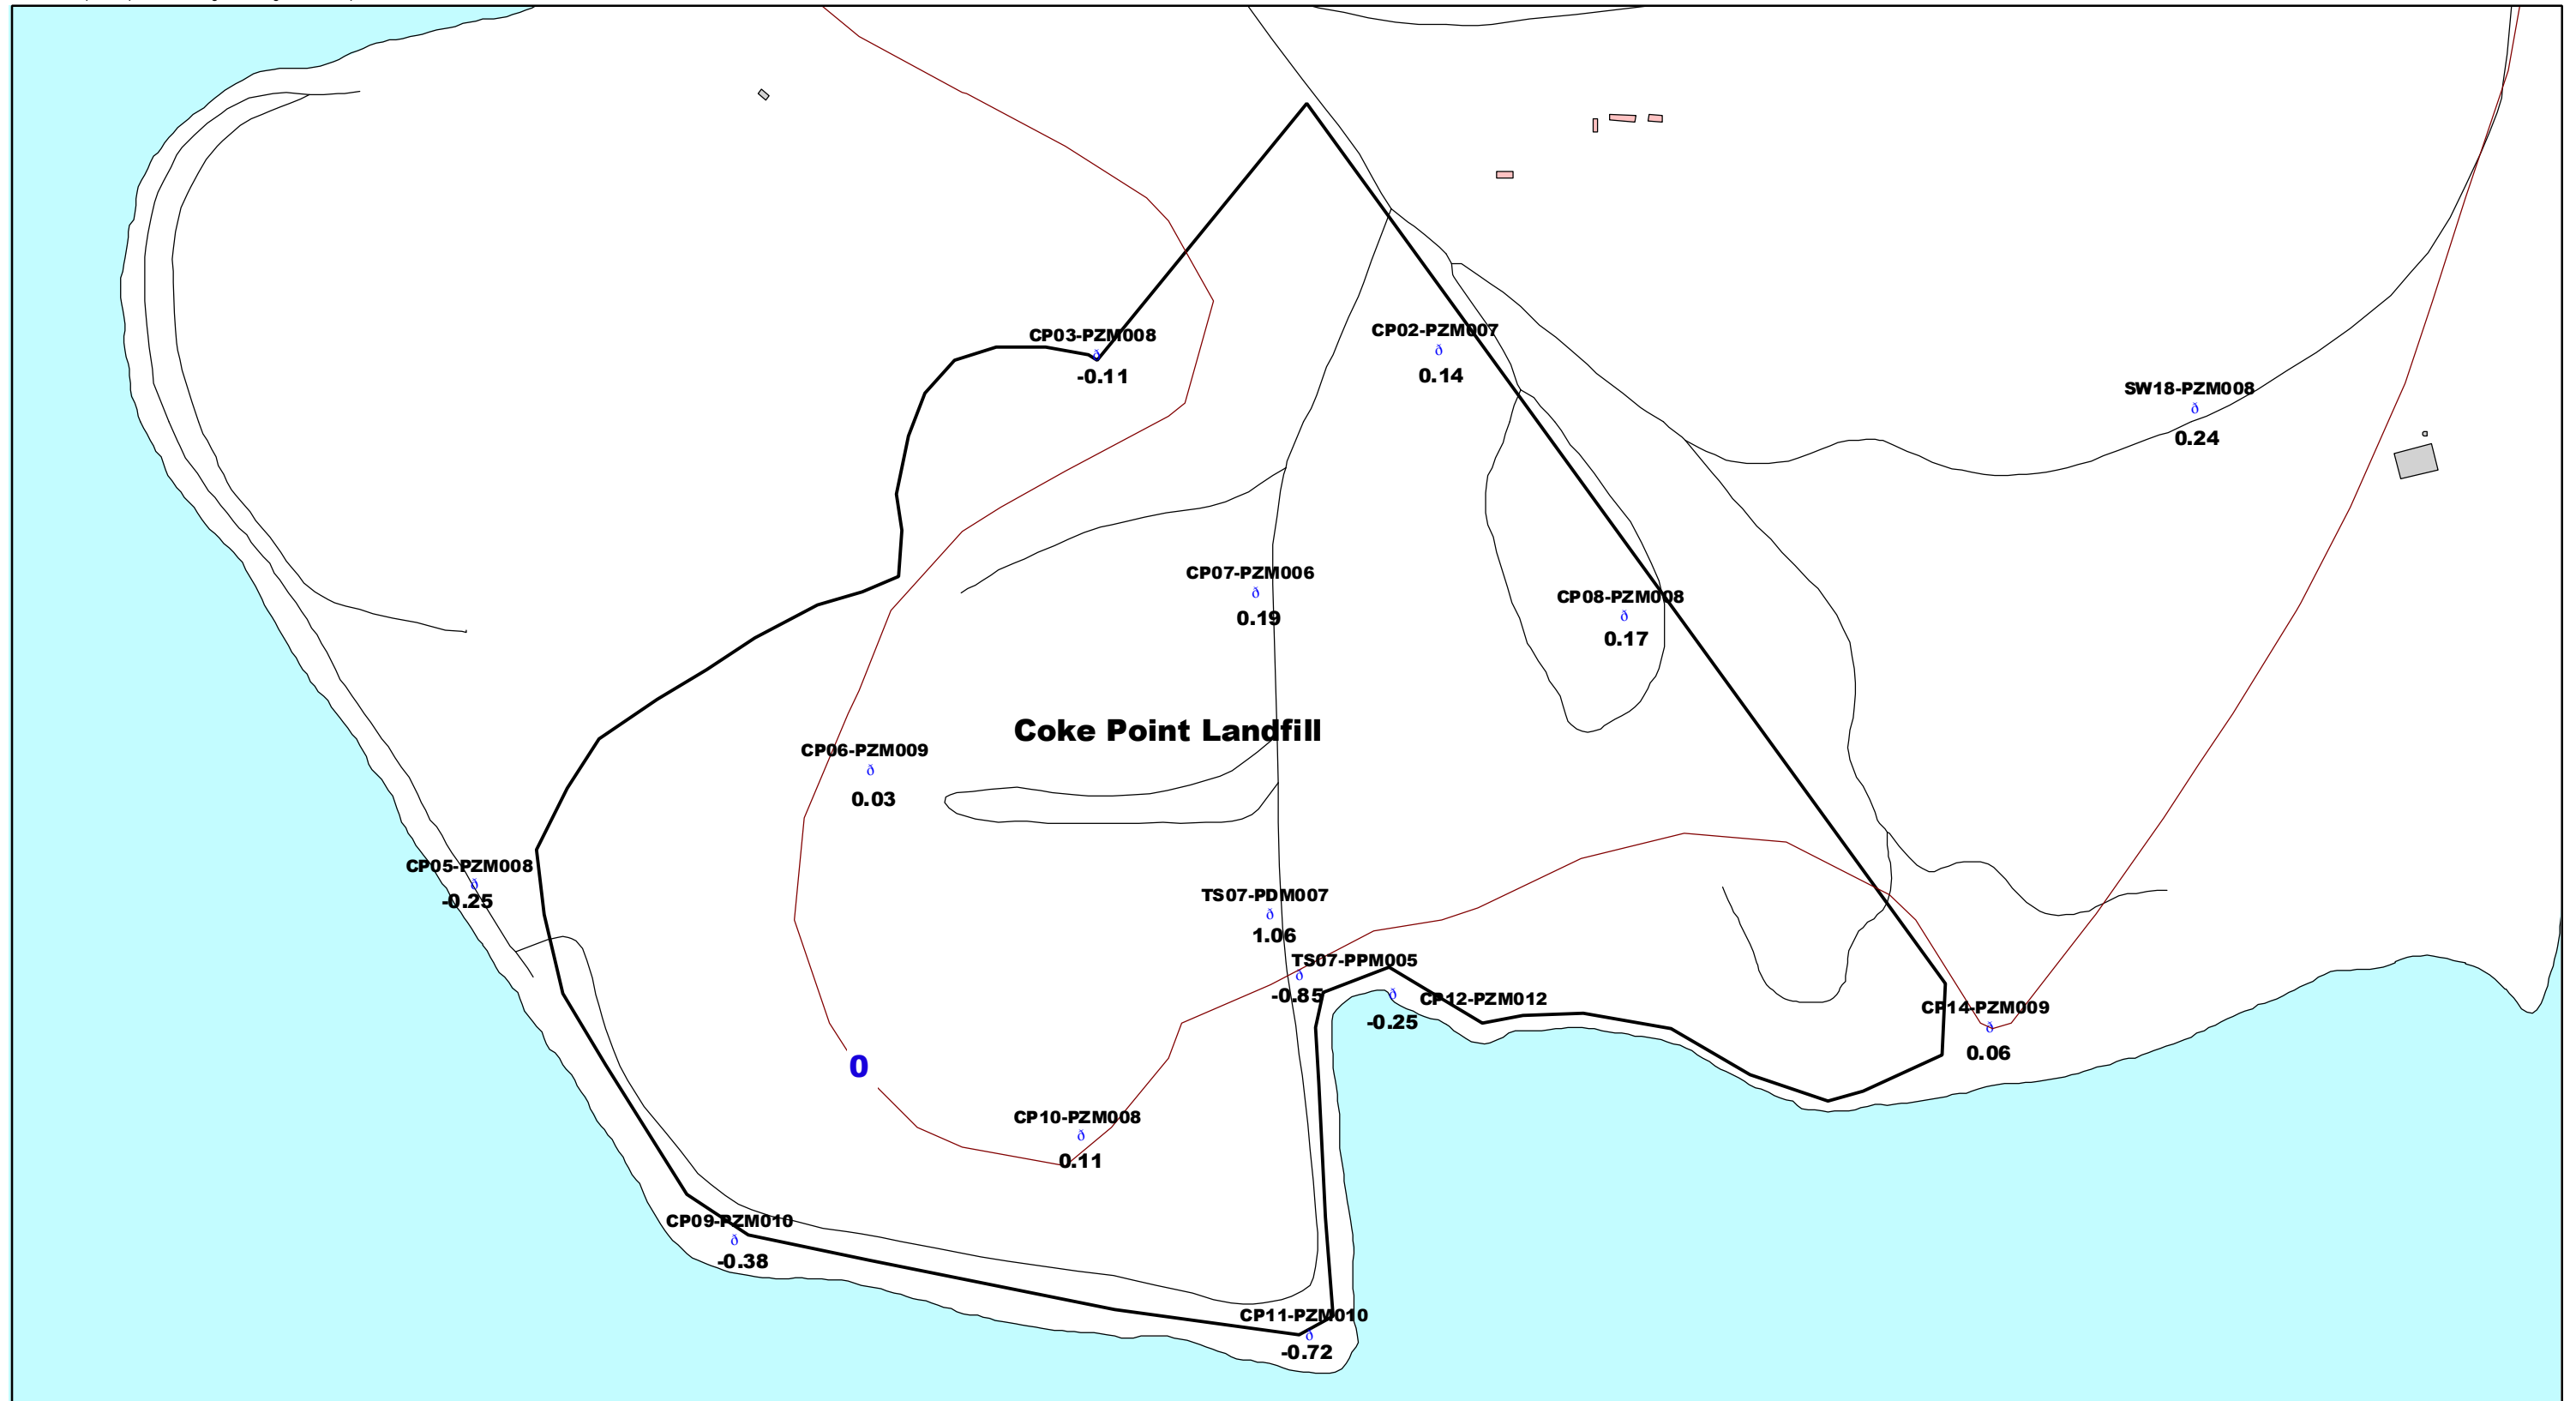 CP03-PZM008
-0.11
CP02-PZM007
0.14
SW18-PZM008
0.24
CP07-PZM006
0.19
CP08-PZM008
0.17
Coke Point Landfill
CP06-PZM009
0.03
CP05-PZM008
-0.25
TS07-PDM007
1.06
TS07-PPM005
-0.85
CP12-PZM012
-0.25
CP14-PZM009
0.06
0
CP10-PZM008
0.11
CP09-PZM010
-0.38
CP11-PZM010
-0.72